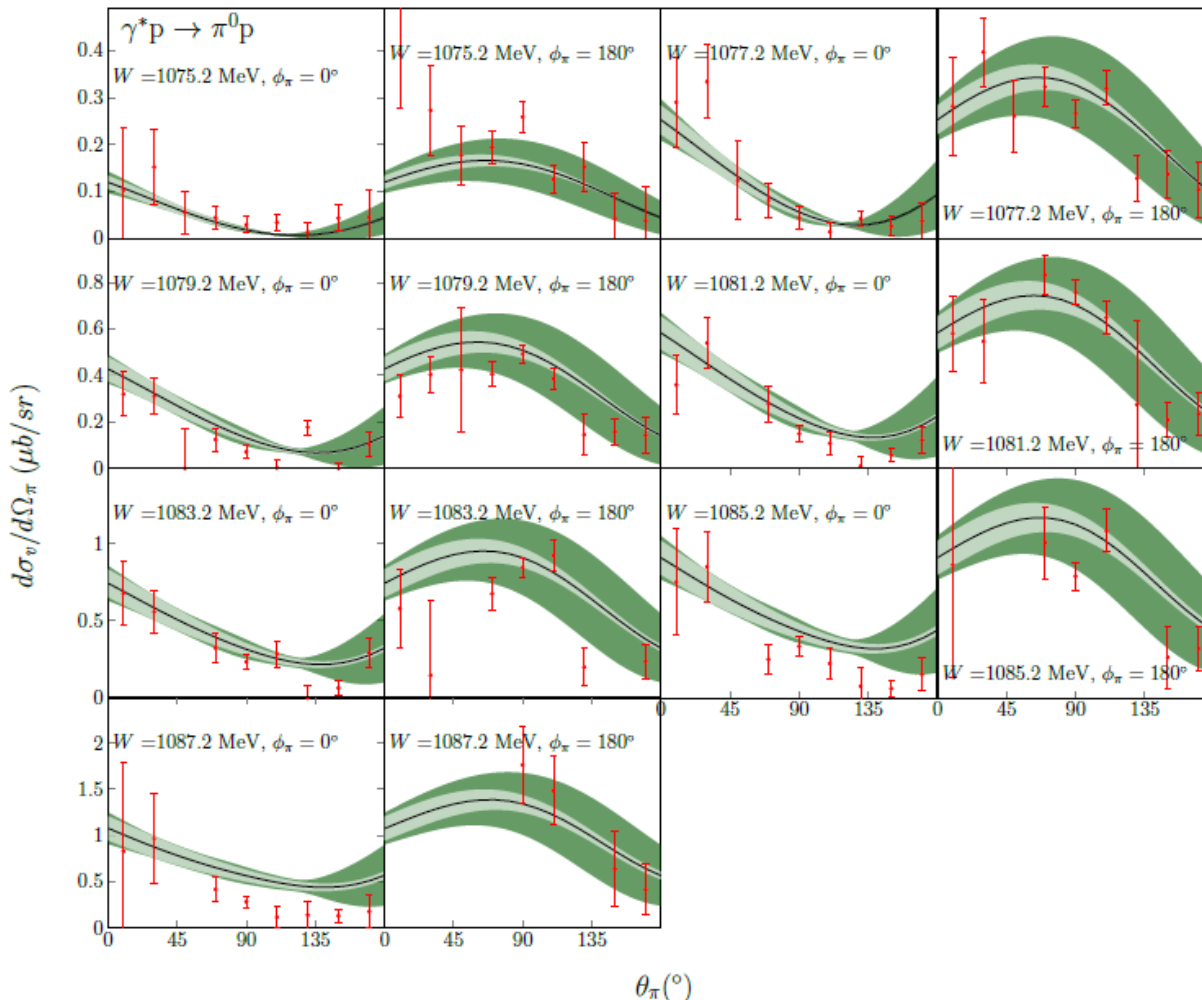 γ*p → π⁰p
W =1075.2 MeV, ϕπ = 0°
W =1075.2 MeV, ϕπ = 180°
W =1077.2 MeV, ϕπ = 0°
W =1077.2 MeV, ϕπ = 180°
0.4
0.3
0.2
0.1
0
W =1079.2 MeV, ϕπ = 0°
W =1079.2 MeV, ϕπ = 180°
W =1081.2 MeV, ϕπ = 0°
W =1081.2 MeV, ϕπ = 180°
0.8
0.6
0.4
0.2
0
dσv/dΩπ (μb/sr)
W =1083.2 MeV, ϕπ = 0°
W =1083.2 MeV, ϕπ = 180°
W =1085.2 MeV, ϕπ = 0°
W =1085.2 MeV, ϕπ = 180°
1
0.5
0
0 45 90 135 0 45 90 135
W =1087.2 MeV, ϕπ = 0°
W =1087.2 MeV, ϕπ = 180°
2
1.5
1
0.5
0
0 45 90 135 0 45 90 135
θπ(°)